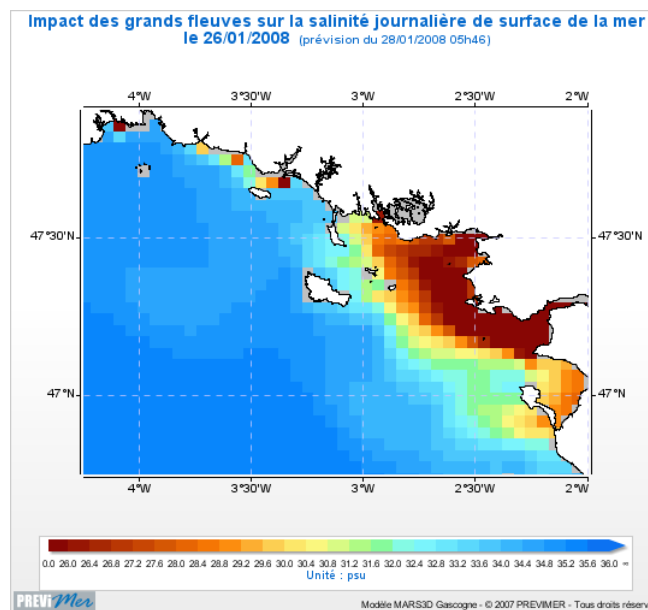 Impact des grands fleuves sur la salinité journalière de surface de la mer
le 26/01/2008 (prévision du 28/01/2008 05h46)
4°W 3°30'W 3°W 2°30'W 2°W
47°30'N 47°30'N
47°N 47°N
4°W 3°30'W 3°W 2°30'W 2°W
0.0 26.0 26.4 26.8 27.2 27.6 28.0 28.4 28.8 29.2 29.6 30.0 30.4 30.8 31.2 31.6 32.0 32.4 32.8 33.2 33.6 34.0 34.4 34.8 35.2 35.6 36.0 ∞
Unité : psu
PREViMer Modèle MARS3D Gascogne - © 2007 PREVIMER - Tous droits réserv